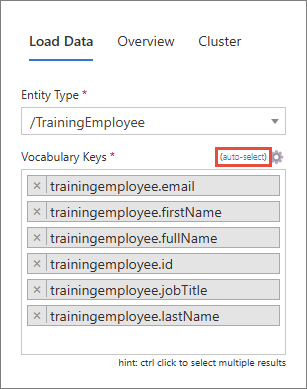 Load Data Overview Cluster
Entity Type *
/TrainingEmployee
Vocabulary Keys * (auto-select)
× trainingemployee.email
× trainingemployee.firstName
× trainingemployee.fullName
× trainingemployee.id
× trainingemployee.jobTitle
× trainingemployee.lastName
hint: ctrl click to select multiple results